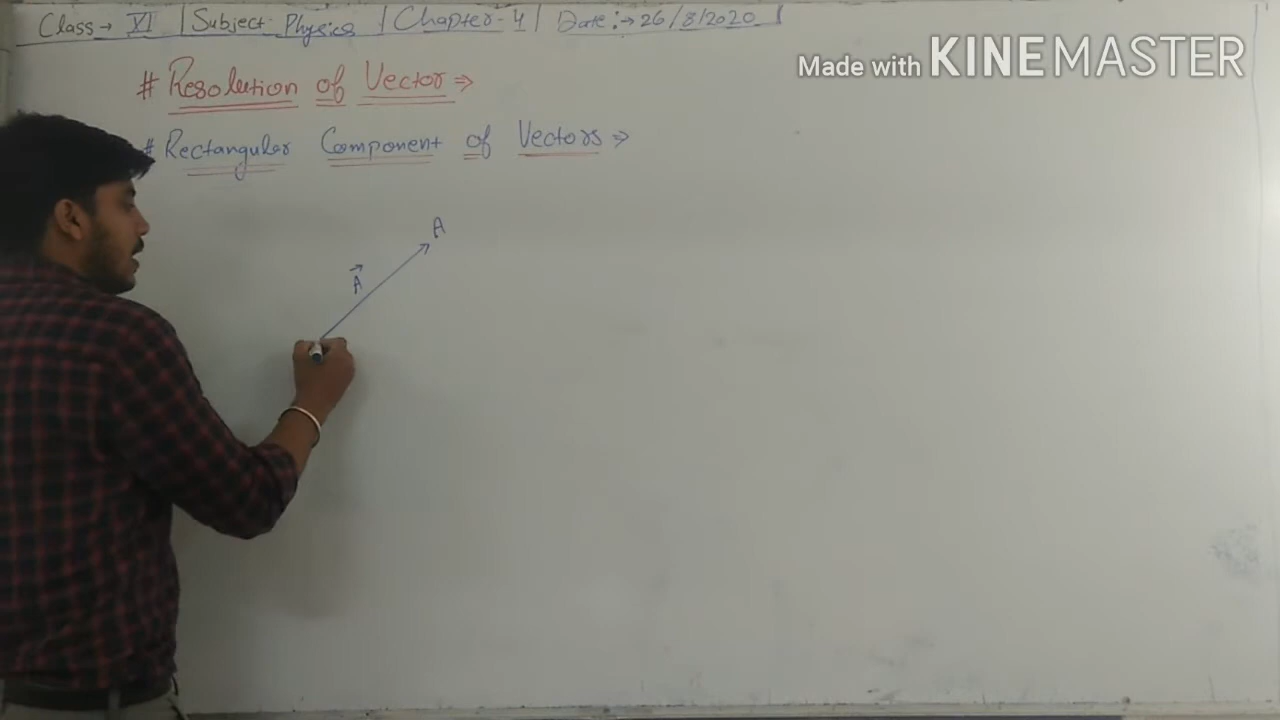 Class → VI | Subject: Physics | Chapter-4 | Date:→ 26/8/2020 |
Made with KINEMASTER
# Resolution of Vector ⇒
# Rectangular Component of Vectors ⇒
A
A⃗